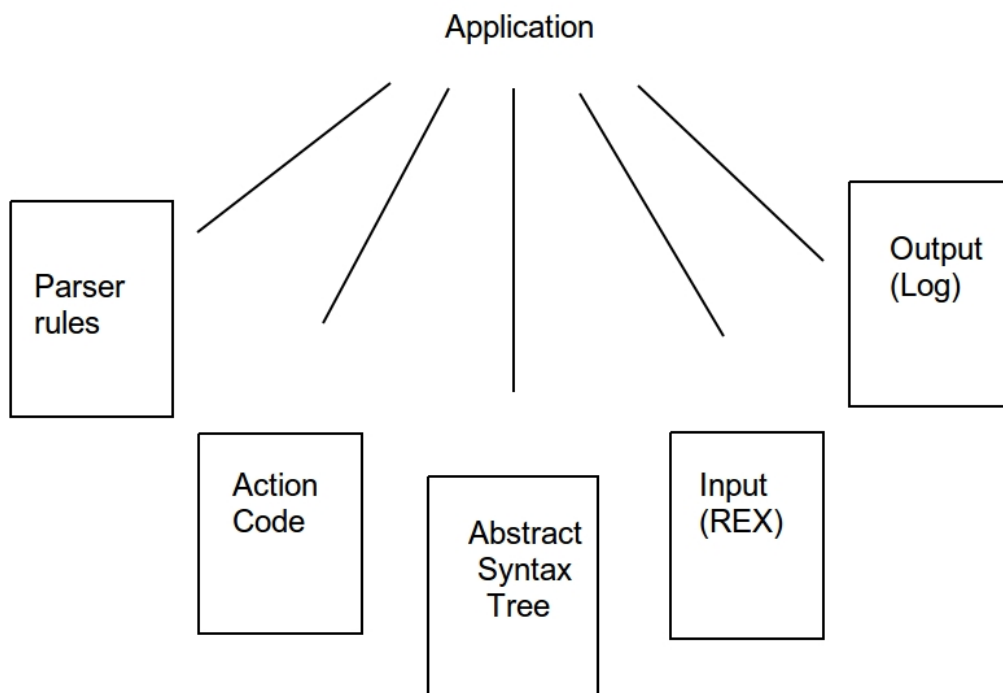 Application
Parser
rules
Action
Code
Abstract
Syntax
Tree
Input
(REX)
Output
(Log)